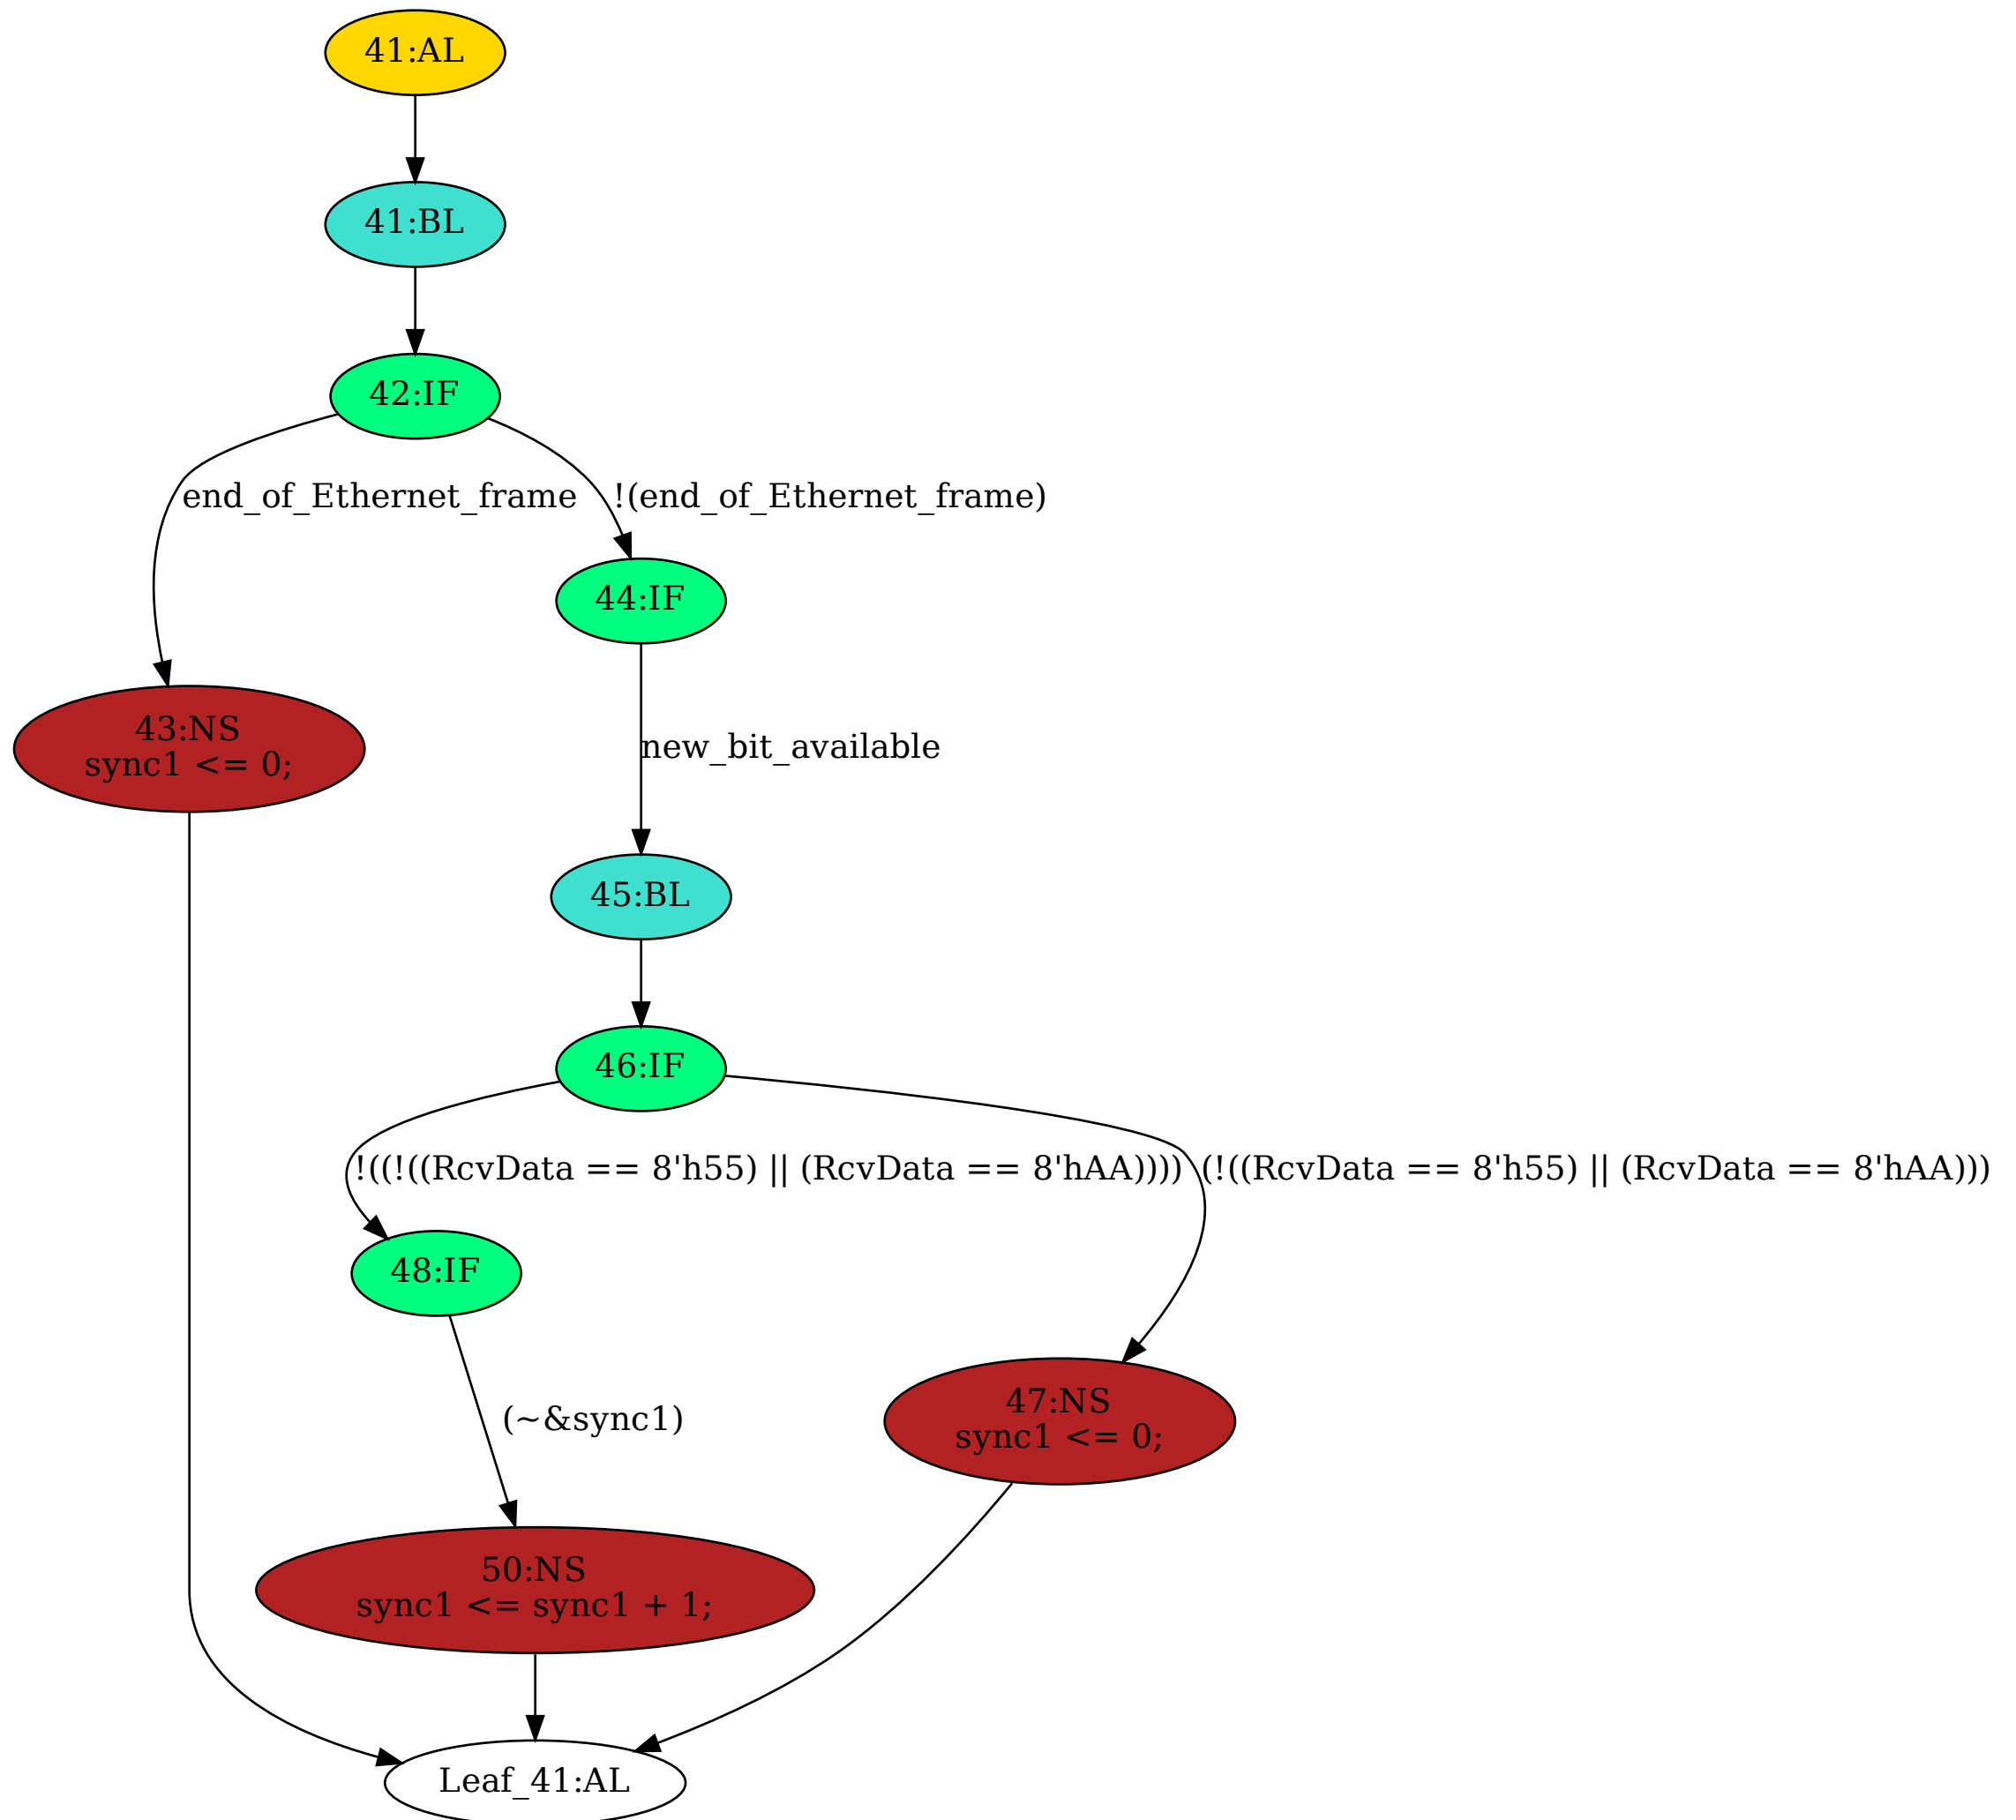 41:AL
41:BL
42:IF
end_of_Ethernet_frame
!(end_of_Ethernet_frame)
44:IF
43:NS
sync1 <= 0;
new_bit_available
45:BL
46:IF
!((!((RcvData == 8'h55) || (RcvData == 8'hAA))))
(!((RcvData == 8'h55) || (RcvData == 8'hAA)))
48:IF
47:NS
sync1 <= 0;
(~&sync1)
50:NS
sync1 <= sync1 + 1;
Leaf_41:AL